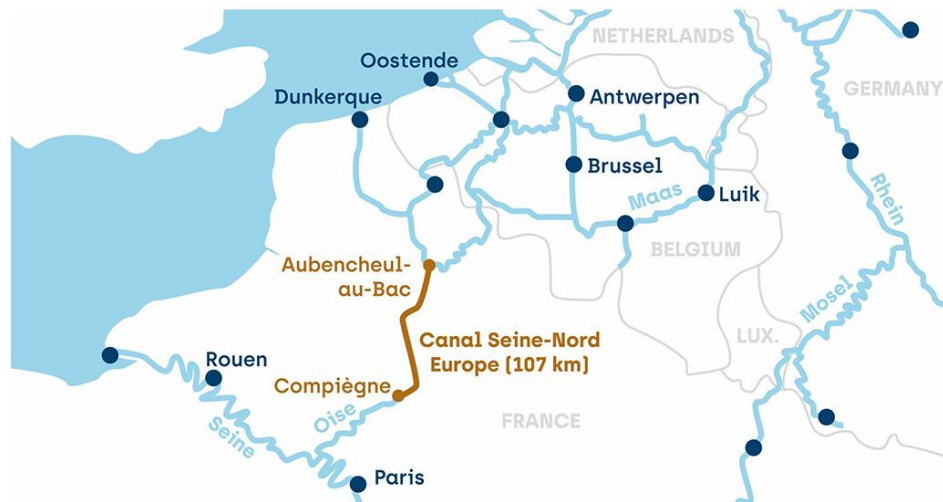 NETHERLANDS
Oostende
GERMANY
Dunkerque
Antwerpen
Brussel
Rhein
Maas
Luik
BELGIUM
Aubencheul-
au-Bac
Mosel
Canal Seine-Nord
Europe (107 km)
LUX.
Rouen
Compiègne
Oise
FRANCE
Seine
Paris